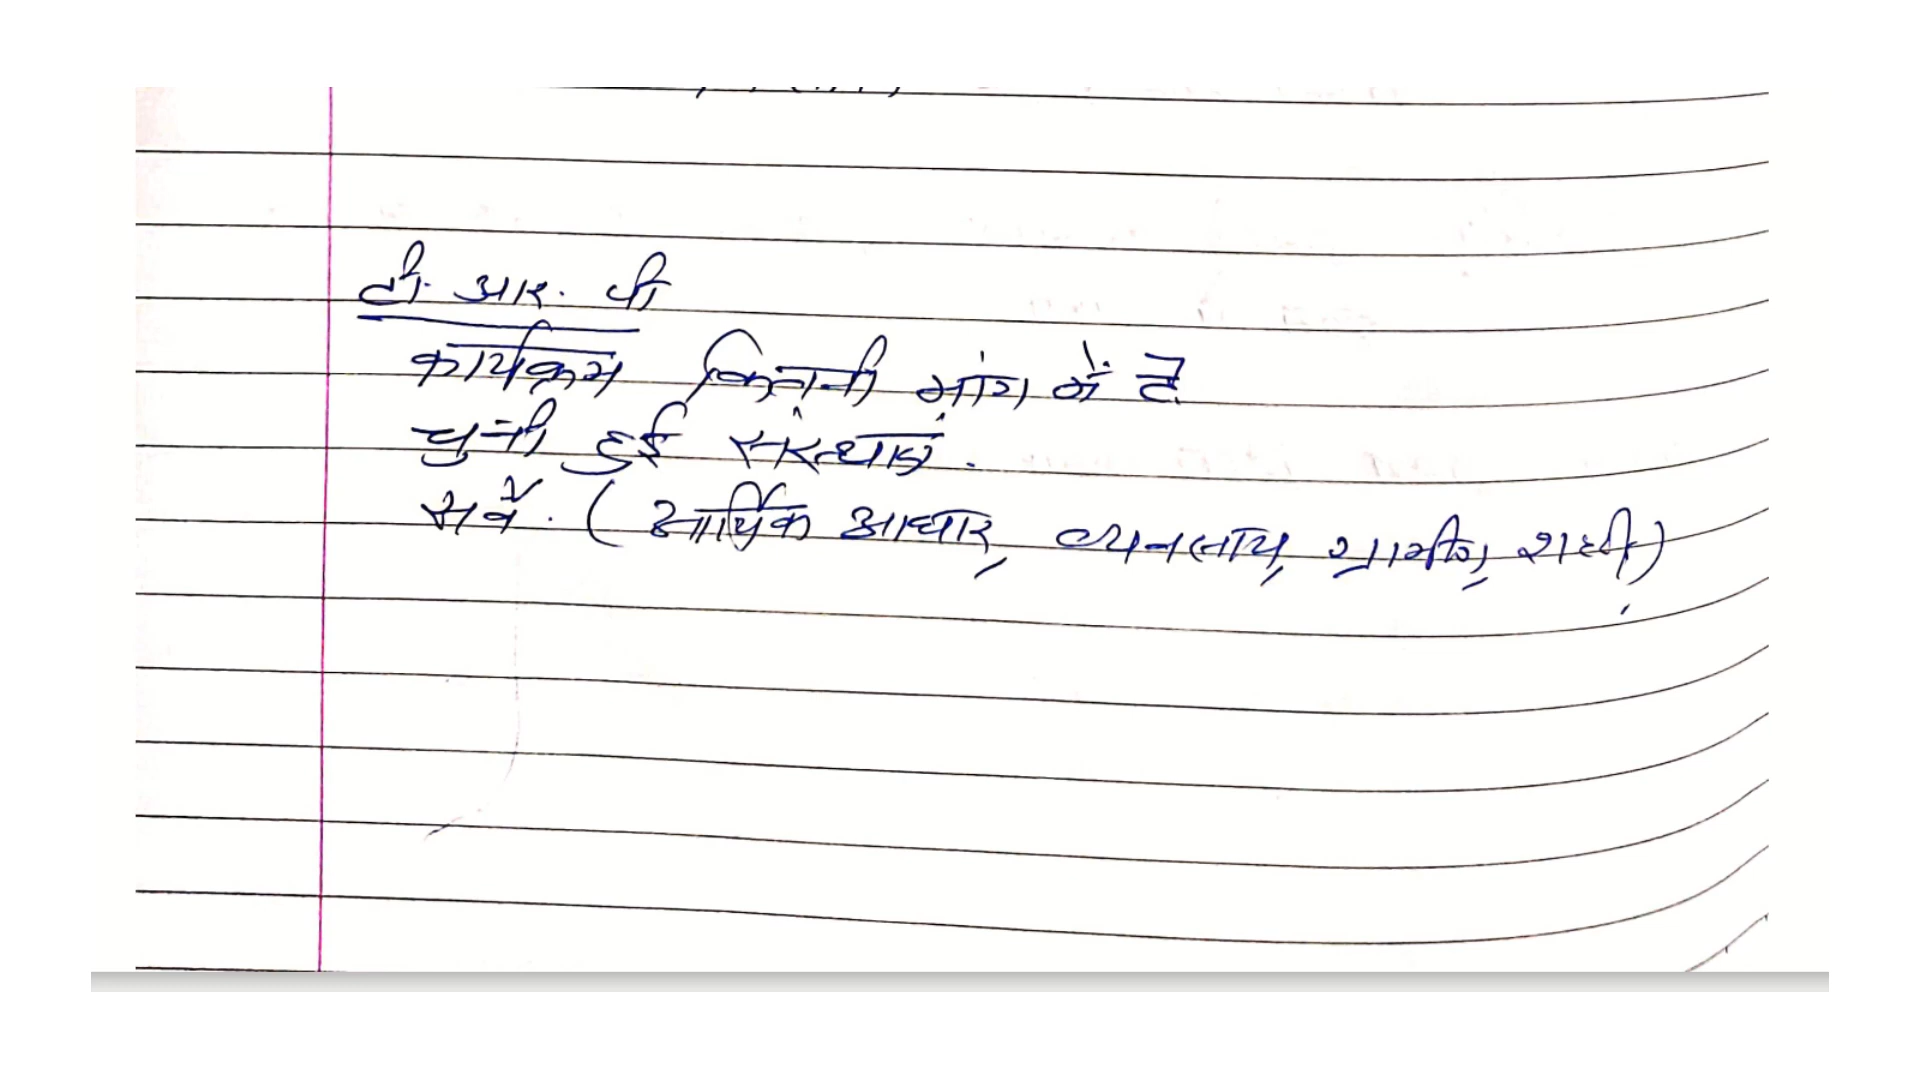 टी. आर. पी
कार्यक्रम कितनी मांग में है
चुनी हुई संस्थाएं.
सर्वे. (आर्थिक आधार, व्यवसाय, ग्रामीण, शहरी)